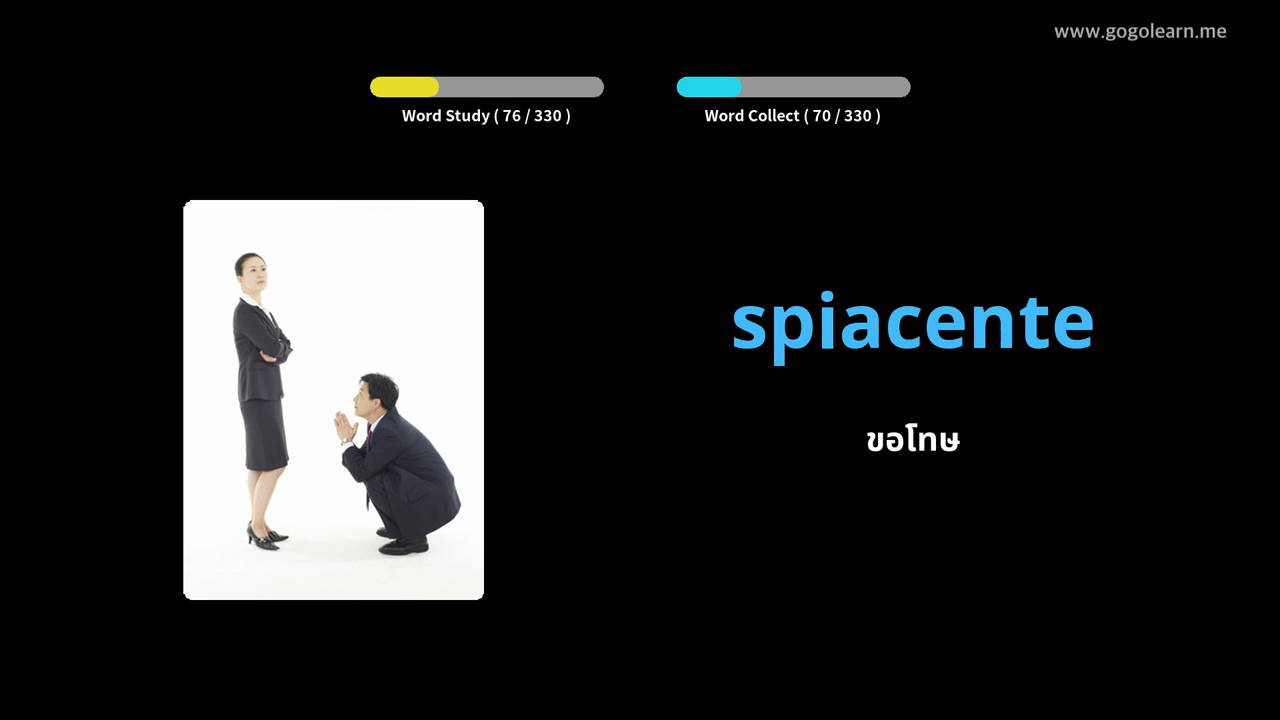 www.gogolearn.me
Word Study ( 76 / 330 )
Word Collect ( 70 / 330 )
spiacente
ขอโทษ